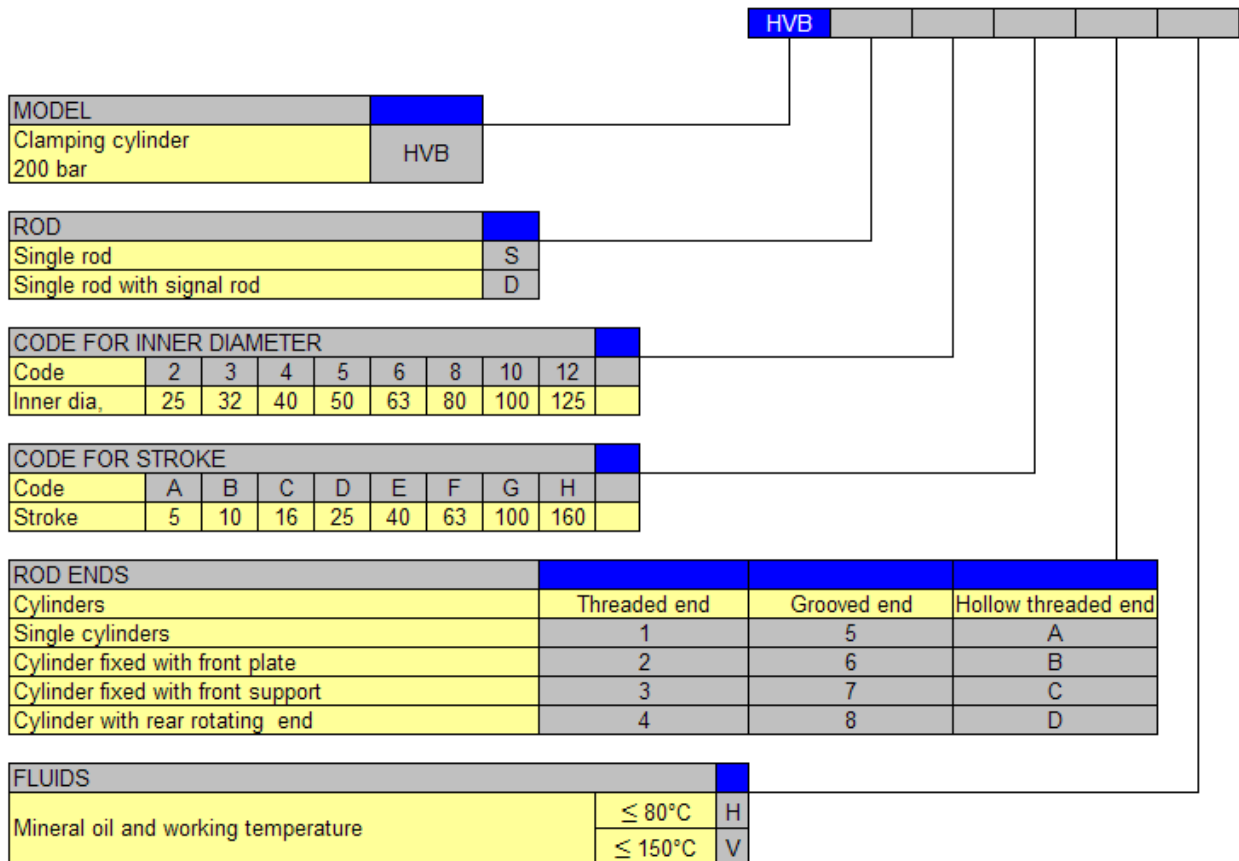 HVB
MODEL
Clamping cylinder
200 bar
HVB
ROD
Single rod S
Single rod with signal rod D
CODE FOR INNER DIAMETER
Code 2 3 4 5 6 8 10 12
Inner dia, 25 32 40 50 63 80 100 125
CODE FOR STROKE
Code A B C D E F G H
Stroke 5 10 16 25 40 63 100 160
ROD ENDS
Cylinders Threaded end Grooved end Hollow threaded end
Single cylinders 1 5 A
Cylinder fixed with front plate 2 6 B
Cylinder fixed with front support 3 7 C
Cylinder with rear rotating end 4 8 D
FLUIDS
Mineral oil and working temperature
≤ 80°C H
≤ 150°C V